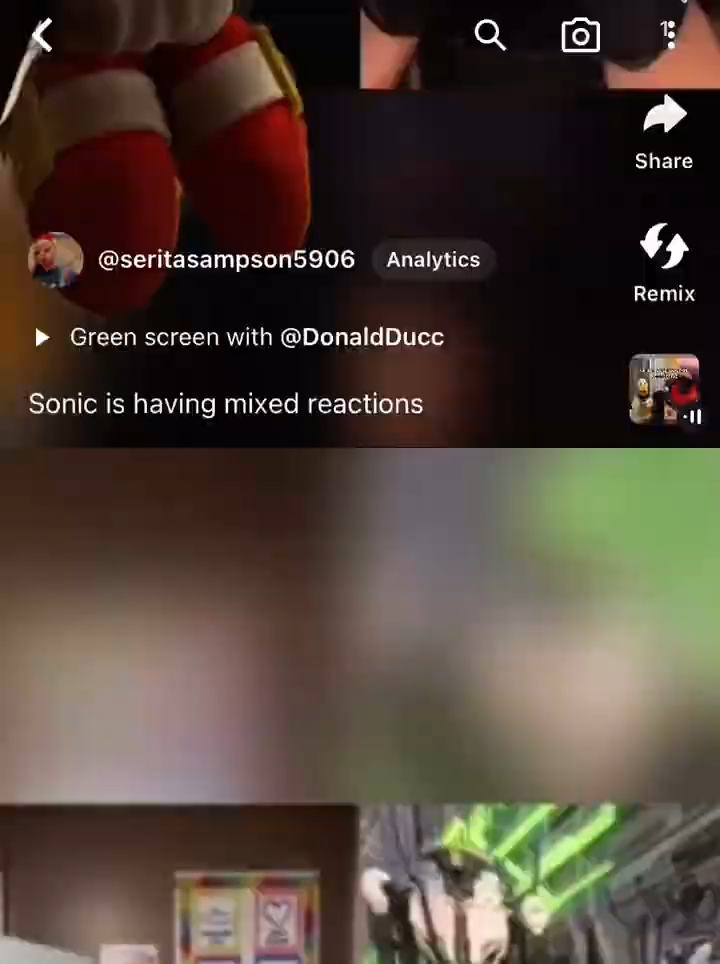 Share
@seritasampson5906 Analytics
Remix
Green screen with @DonaldDucc
Sonic is having mixed reactions